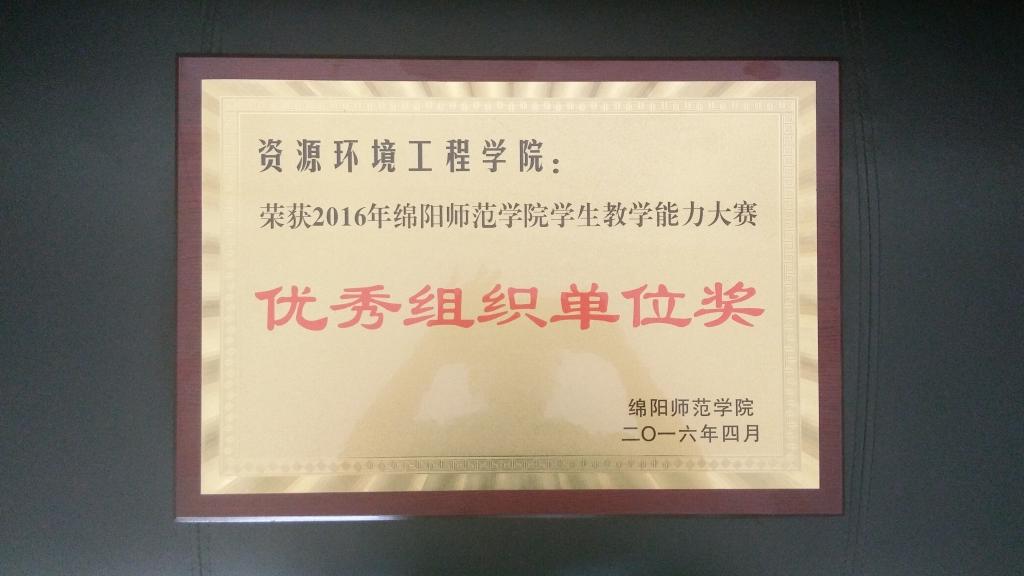 资源环境工程学院：
荣获2016年绵阳师范学院学生教学能力大赛
优秀组织单位奖
绵阳师范学院
二〇一六年四月